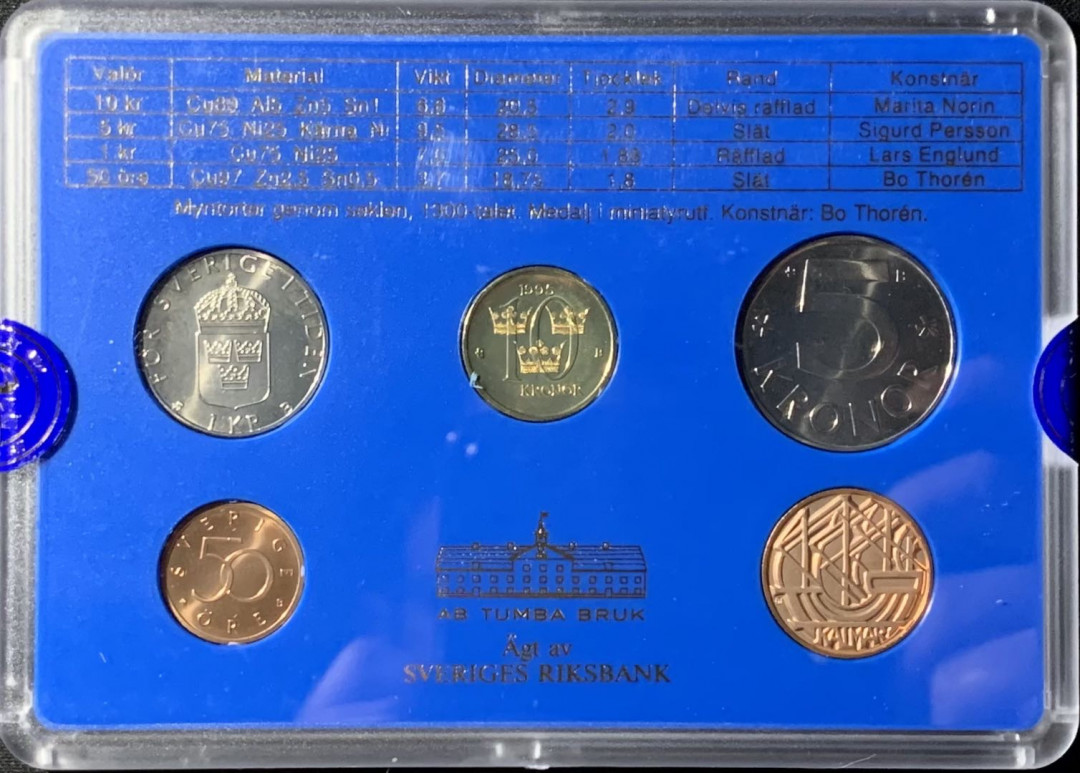 Valör Material Vikt Diameter Tjocklek Rand Konstnär
10 kr Cu89 Al5 Zn5 Sn1 6,6 20,5 2,9 Delvis räfflad Marita Norin
5 kr Cu75 Ni25 Kärna Ni 28,5 2,0 Slät Sigurd Persson
1 kr Cu75 Ni25 7,0 25,0 1,88 Räfflad Lars Englund
50 öre Cu97 Zn2,5 Sn0,5 3,7 18,75 1,8 Slät Bo Thorén
Myntorter genom seklen, talet. Medalj i miniatyrutf. Konstnär: Bo Thorén.
FÖR SVERIGE I TIDEN
1 KR
B
1995
10
B
KRONOR
B
5
KRONOR
SVERIGE
50
B
ÖRE
AB TUMBA BRUK
Ägt av
SVERIGES RIKSBANK
KALMAR